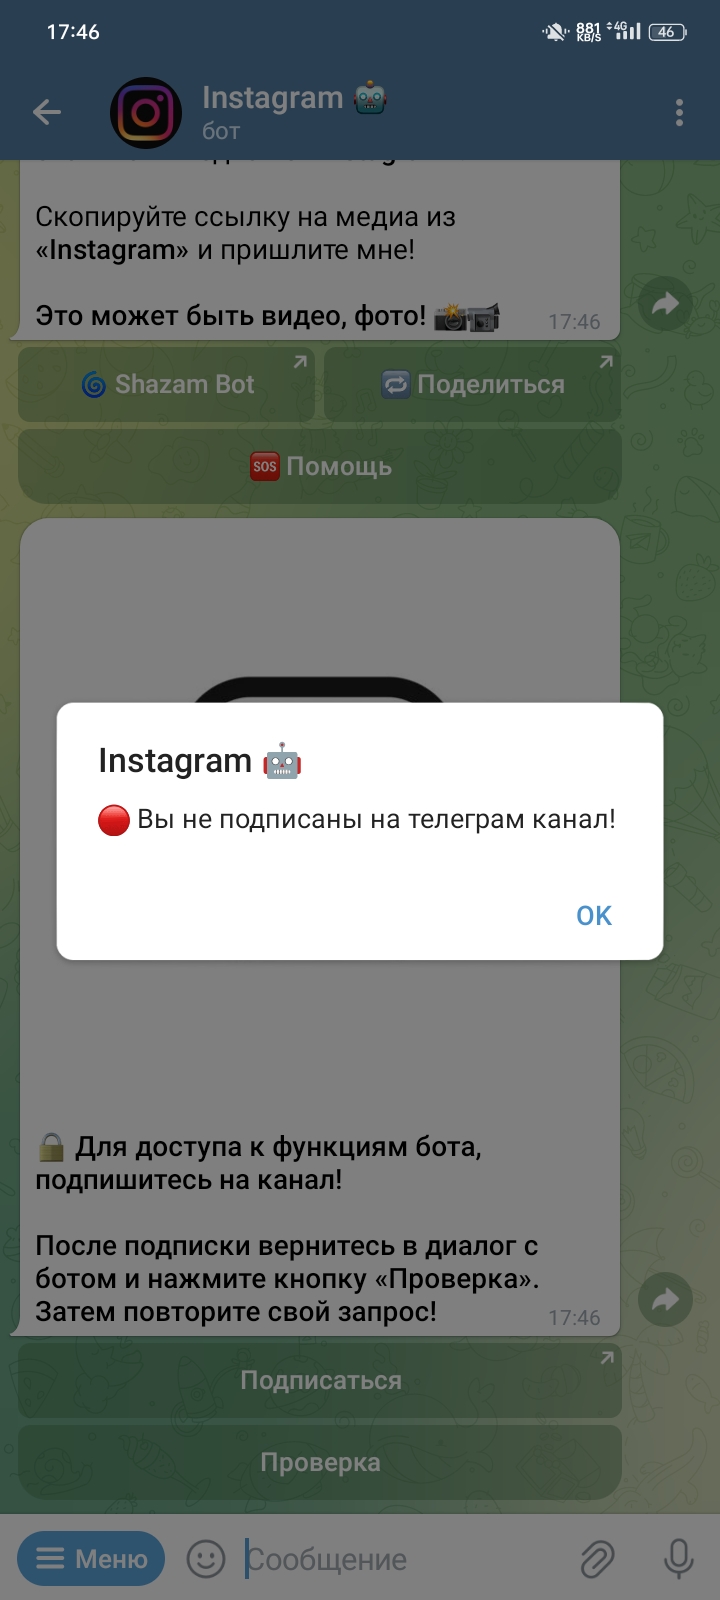 17:46
881
KB/S
4G
46
Instagram 🤖
бот
Скопируйте ссылку на медиа из
«Instagram» и пришлите мне!
Это может быть видео, фото! 📸📹
17:46
🌀 Shazam Bot
🔁 Поделиться
🆘 Помощь
Instagram 🤖
🔴 Вы не подписаны на телеграм канал!
OK
🔒 Для доступа к функциям бота,
подпишитесь на канал!
После подписки вернитесь в диалог с
ботом и нажмите кнопку «Проверка».
Затем повторите свой запрос!
17:46
Подписаться
Проверка
Меню
Сообщение